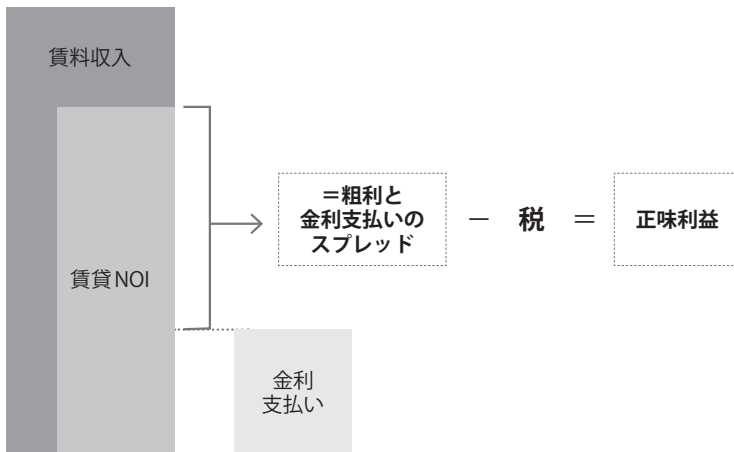 賃料収入
賃貸NOI
＝粗利と
金利支払いの
スプレッド
－ 税 ＝
正味利益
金利
支払い